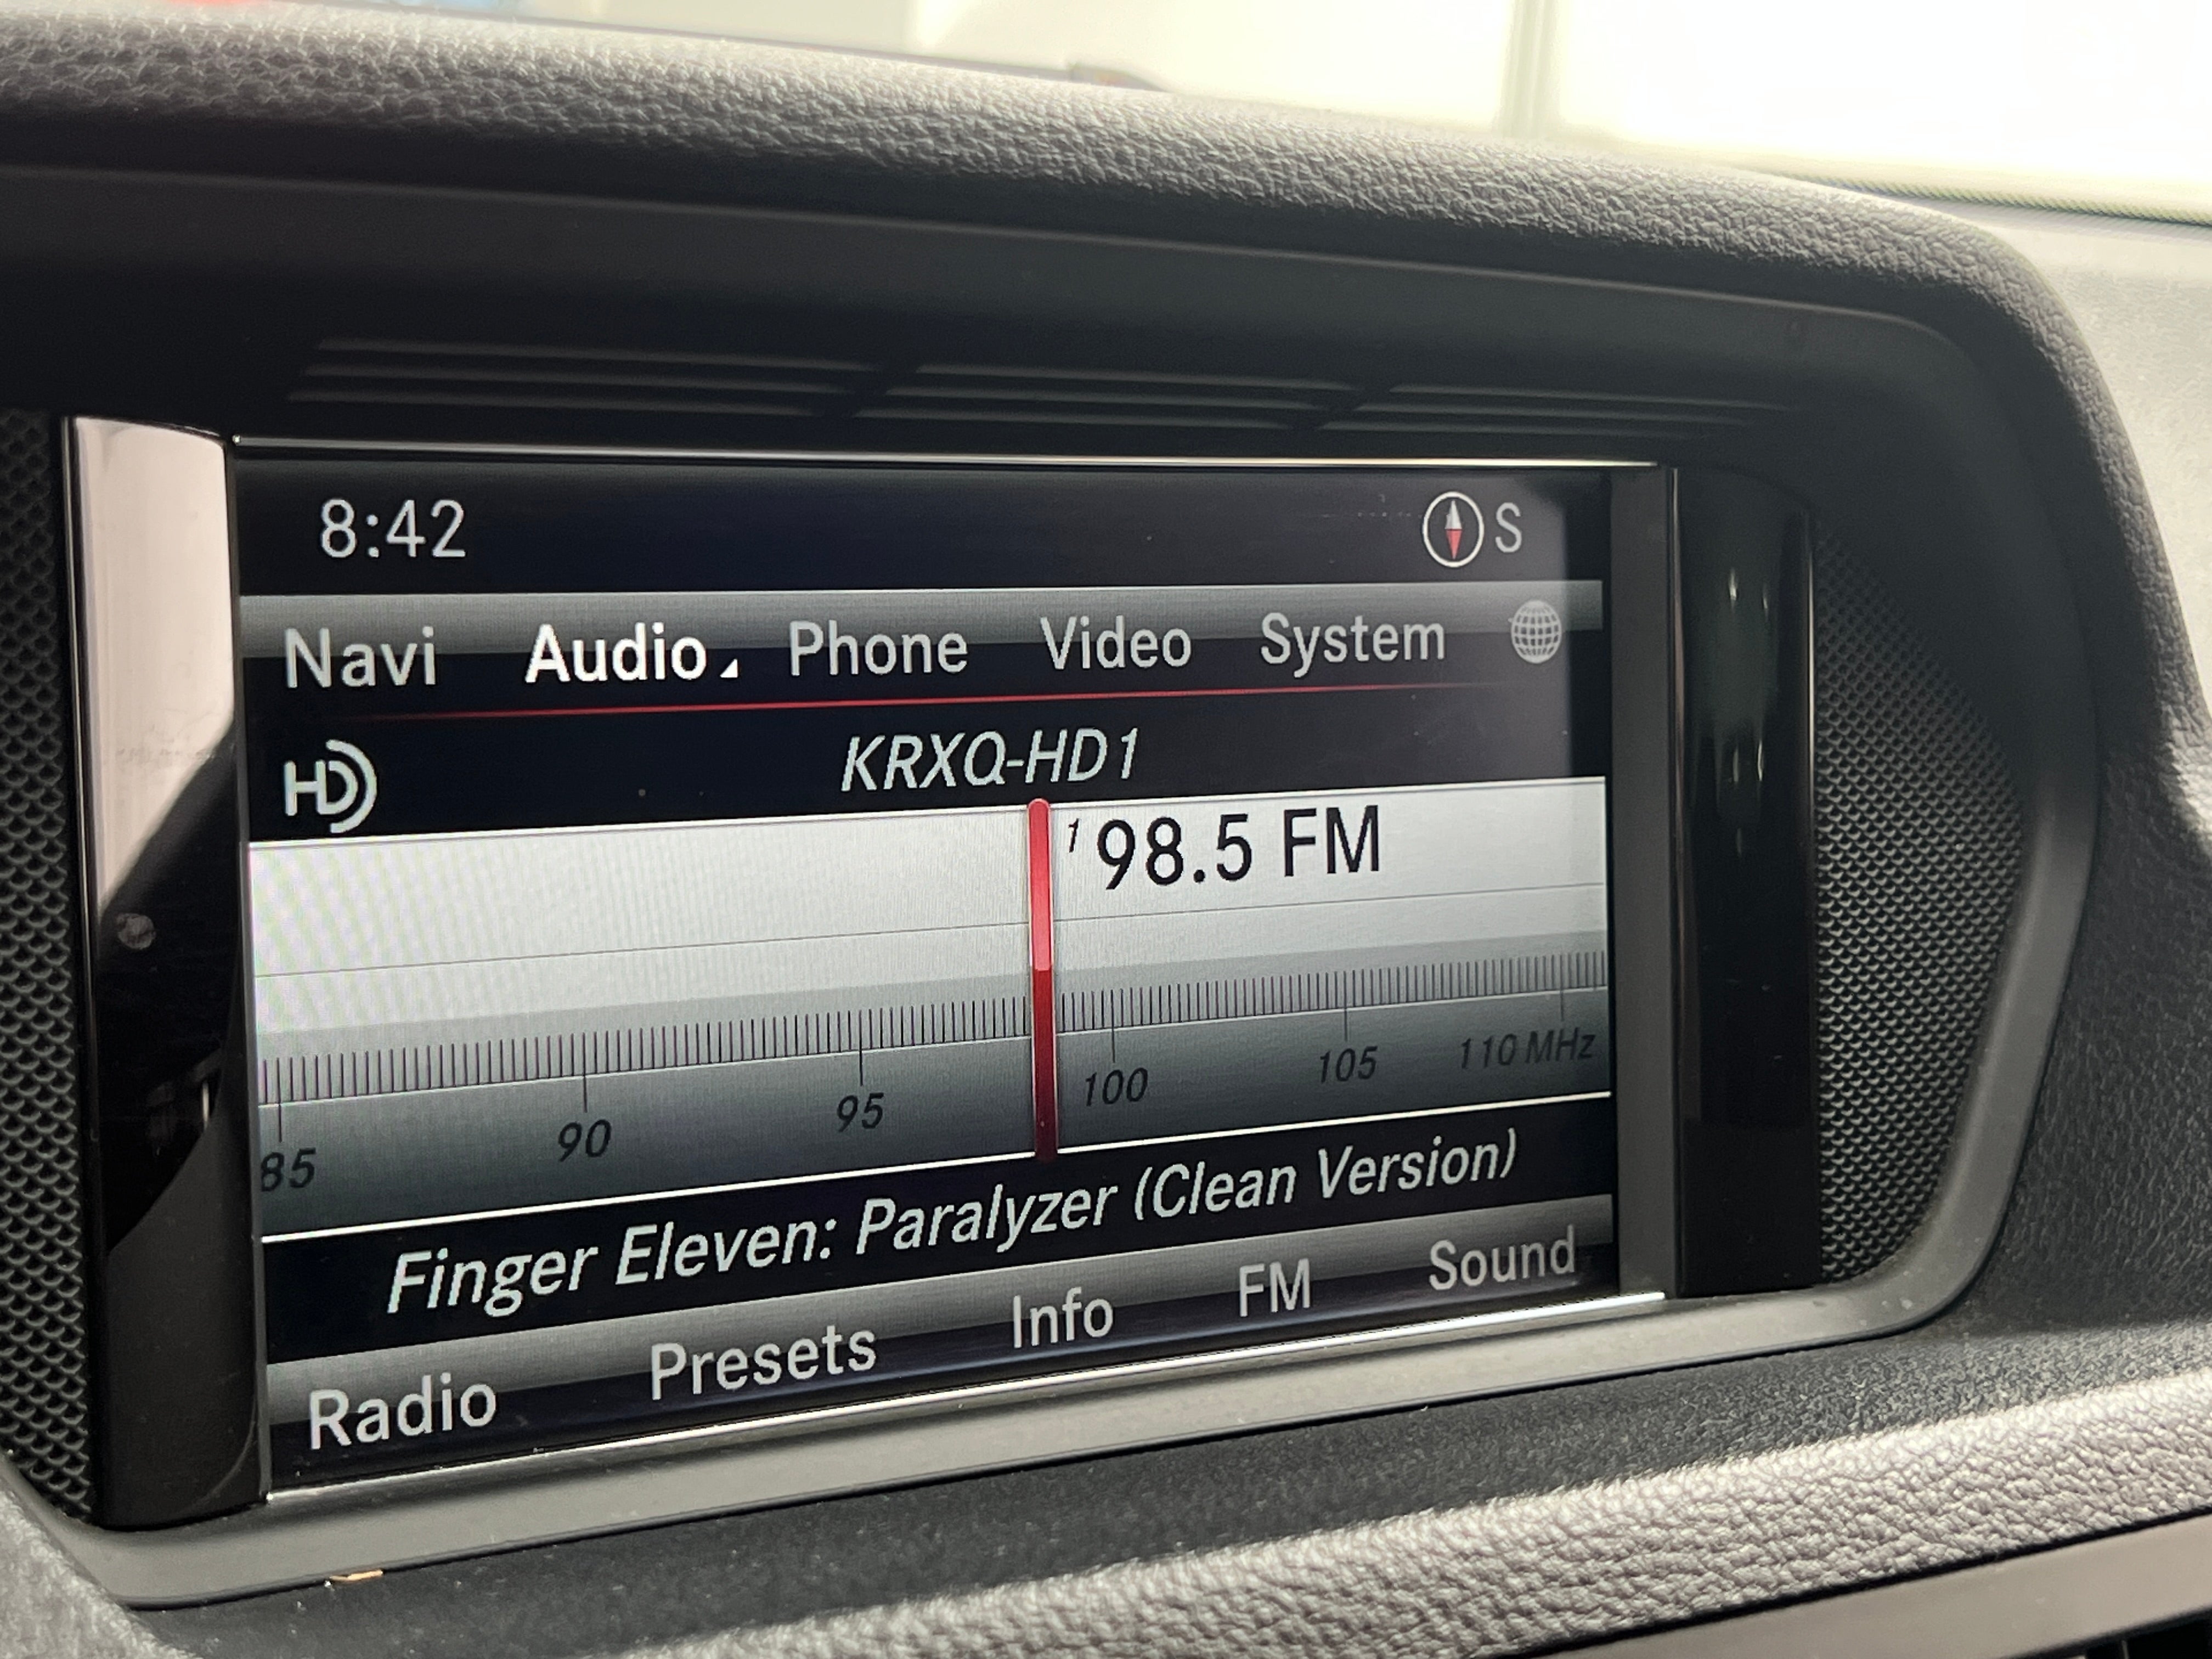 8:42 S
Navi Audio Phone Video System
HD KRXQ-HD1
1 98.5 FM
85 90 95 100 105 110 MHz
Finger Eleven: Paralyzer (Clean Version)
Radio Presets Info FM Sound